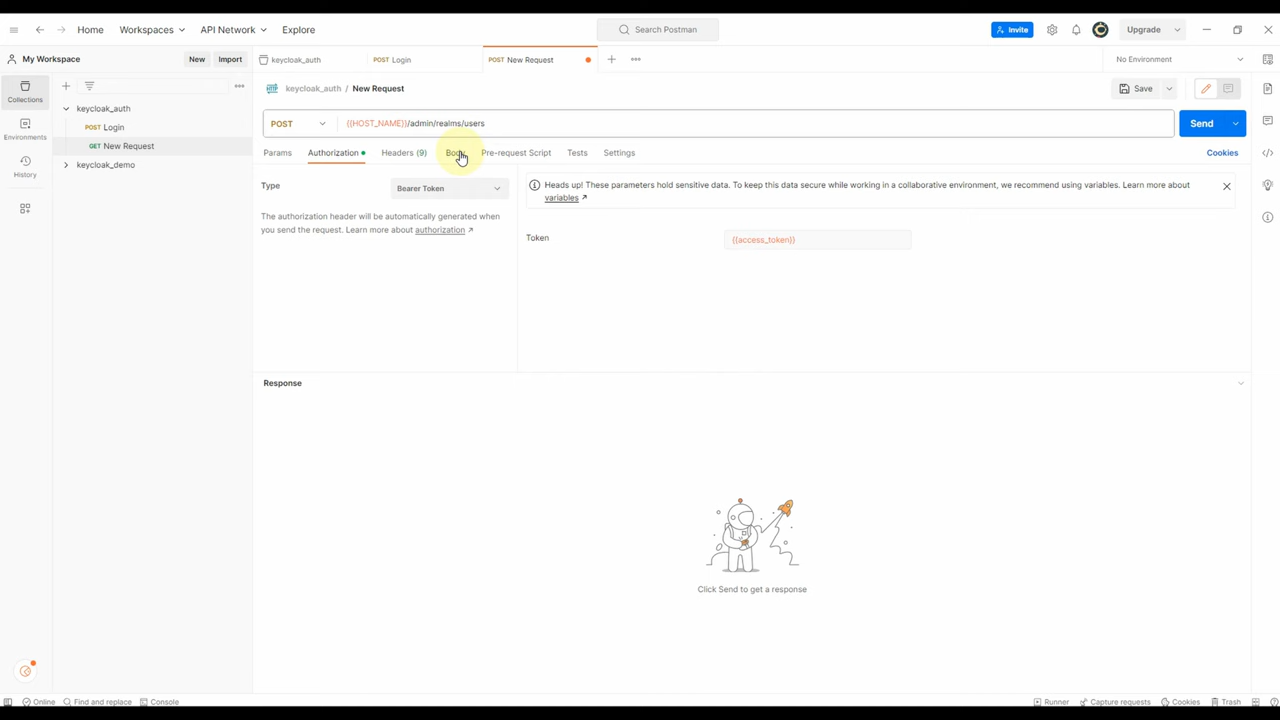 Home Workspaces API Network Explore Search Postman Invite Upgrade
My Workspace New Import keycloak_auth POST Login POST New Request No Environment
Collections
keycloak_auth
keycloak_auth / New Request Save
POST Login
POST {{HOST_NAME}}/admin/realms/users Send
Environments
GET New Request
Params Authorization Headers (9) Body Pre-request Script Tests Settings Cookies
keycloak_demo
History
Type Bearer Token
Heads up! These parameters hold sensitive data. To keep this data secure while working in a collaborative environment, we recommend using variables. Learn more about
variables
The authorization header will be automatically generated when
you send the request. Learn more about authorization
Token {{access_token}}
Response
Click Send to get a response
Online Find and replace Console Runner Capture requests Cookies Trash